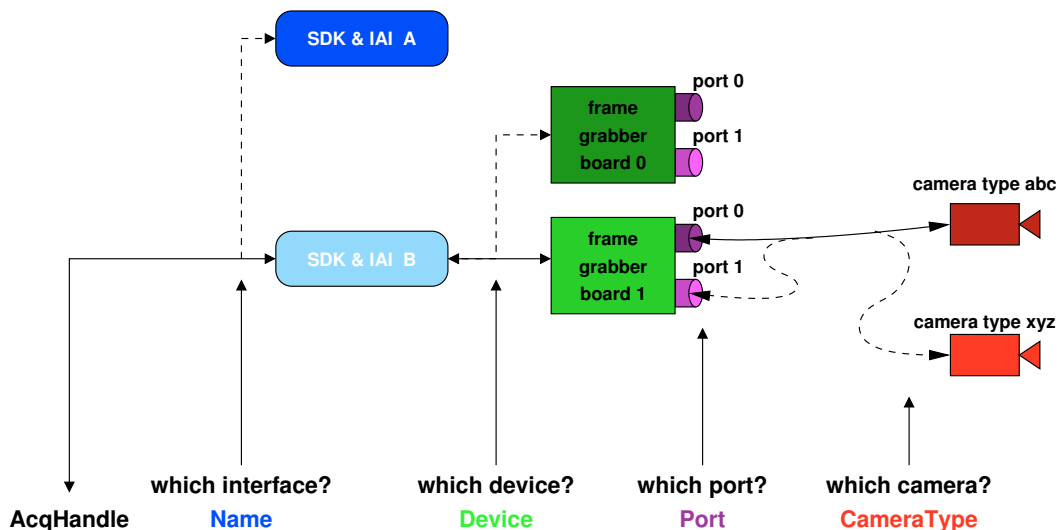 SDK & IAI A
port 0
frame
grabber
board 0
port 1
camera type abc
port 0
SDK & IAI B
frame
grabber
board 1
port 1
camera type xyz
which interface? which device? which port? which camera?
AcqHandle Name Device Port CameraType